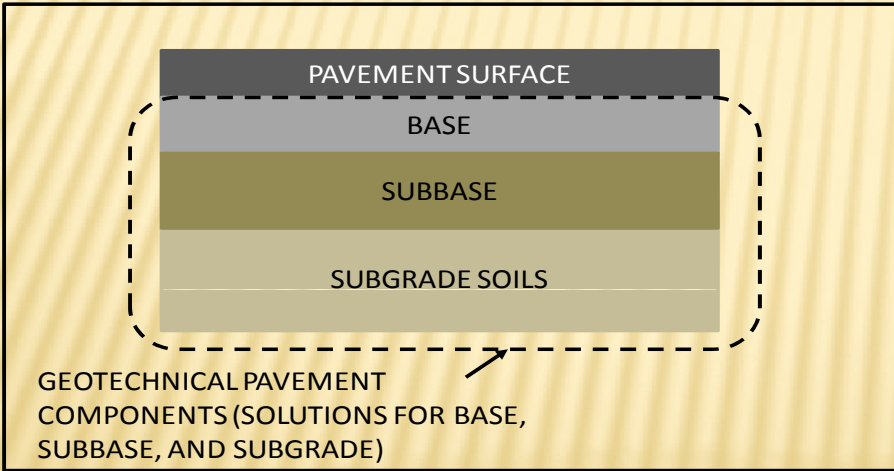 PAVEMENT SURFACE
BASE
SUBBASE
SUBGRADE SOILS
GEOTECHNICAL PAVEMENT
COMPONENTS (SOLUTIONS FOR BASE,
SUBBASE, AND SUBGRADE)